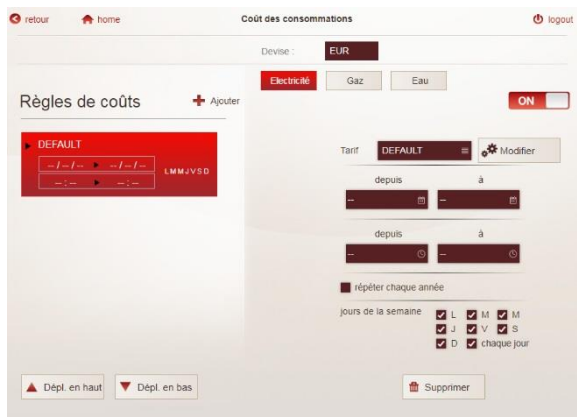 retour home Coût des consommations logout
Devise : EUR
Electricité Gaz Eau
Règles de coûts Ajouter
ON
DEFAULT
--/--/-- --/--/--
--:-- --:--
LMMJVSD
Tarif DEFAULT Modifier
depuis à
-- --
depuis à
-- --
répéter chaque année
jours de la semaine L M M
J V S
D chaque jour
Dépl. en haut Dépl. en bas Supprimer